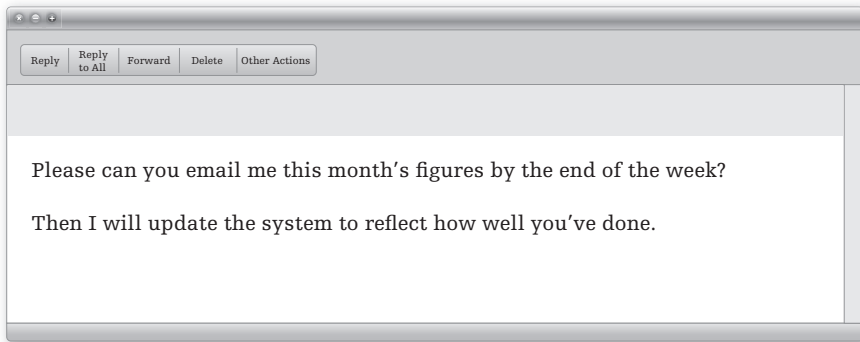 Reply
Reply
to All
Forward
Delete
Other Actions
Please can you email me this month's figures by the end of the week?
Then I will update the system to reflect how well you've done.